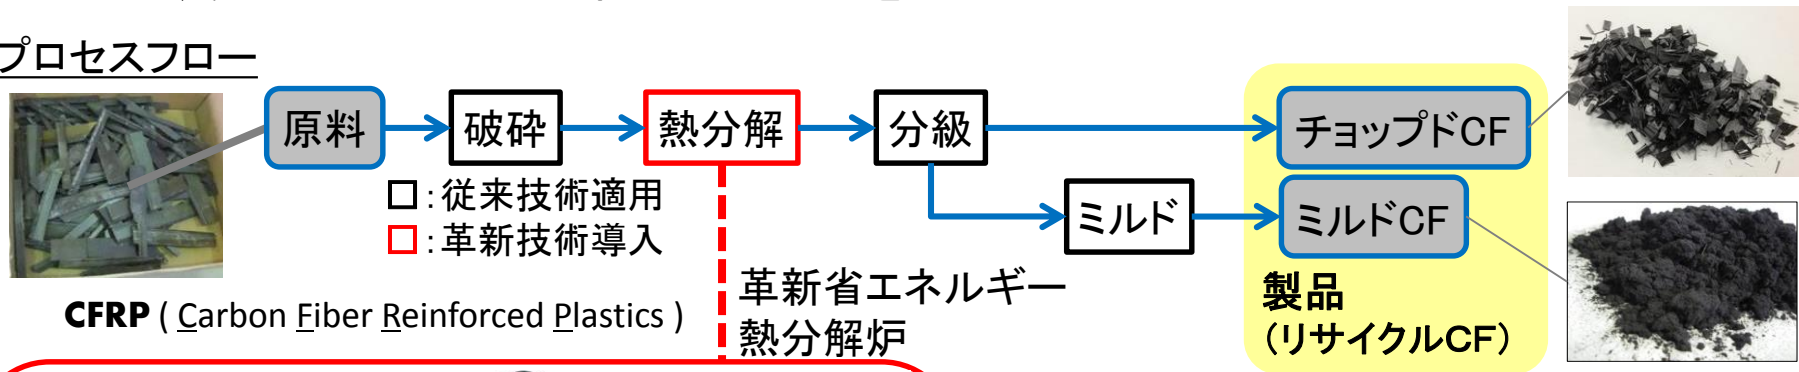 プロセスフロー
原料
破砕
熱分解
分級
チョップドCF
□:従来技術適用
□:革新技術導入
ミルド
ミルドCF
革新省エネルギー
熱分解炉
製品
(リサイクルCF)
CFRP ( Carbon Fiber Reinforced Plastics )